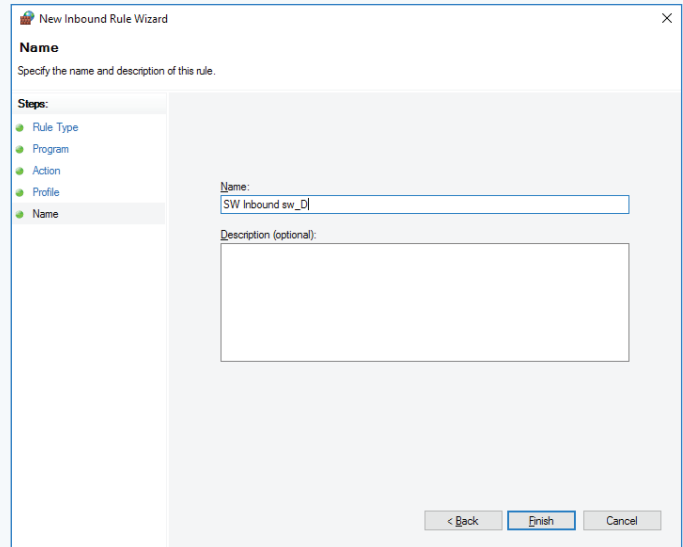 New Inbound Rule Wizard
Name
Specify the name and description of this rule.
Steps:
Rule Type
Program
Action
Profile
Name
Name:
SW Inbound sw_D
Description (optional):
< Back
Finish
Cancel